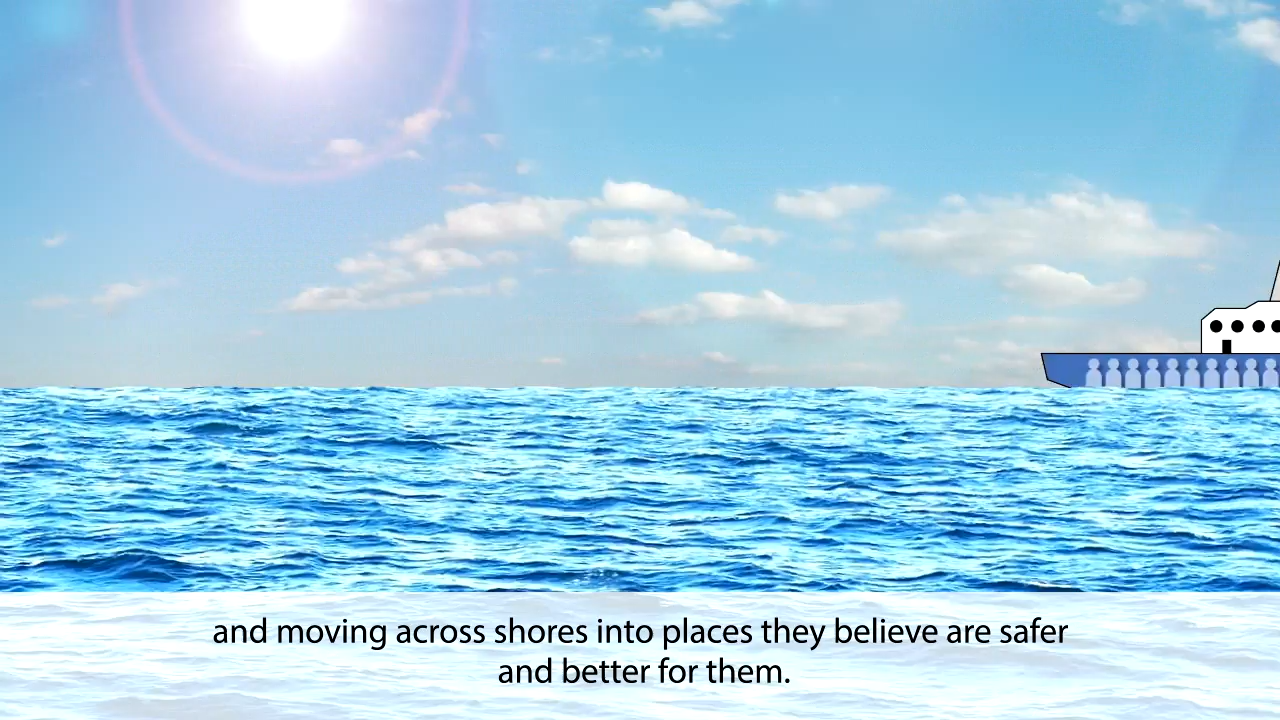 and moving across shores into places they believe are safer
and better for them.